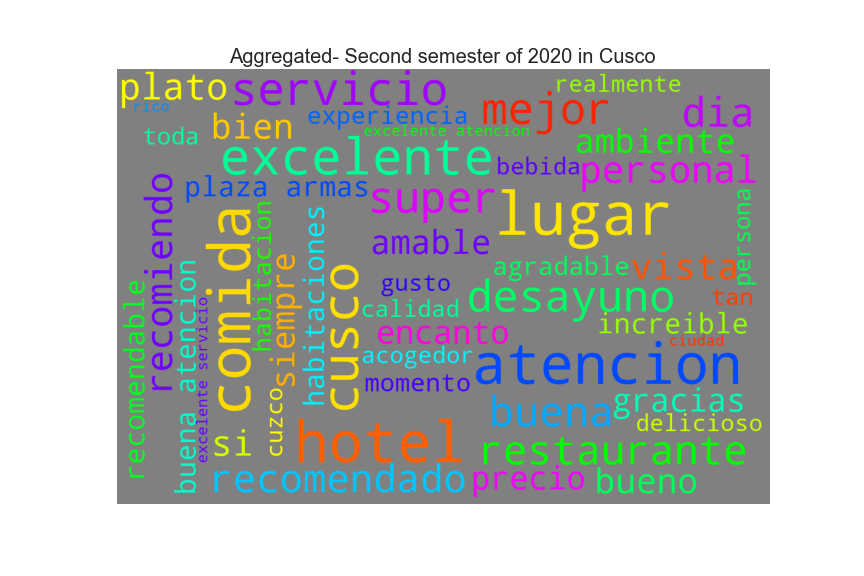 Aggregated- Second semester of 2020 in Cusco
plato
servicio
realmente
rico
experiencia
mejor
dia
toda
bien
excelente atencion
ambiente
excelente
bebida
personal
plaza armas
super
lugar
persona
recomiendo
comida
habitacion
habitaciones
amable
agradable
vista
siempre
cusco
gusto
desayuno
tan
buena atencion
excelente servicio
recomendable
calidad
encanto
increible
ciudad
acogedor
atencion
momento
cuzco
buena
gracias
delicioso
si
hotel
restaurante
recomendado
precio
bueno